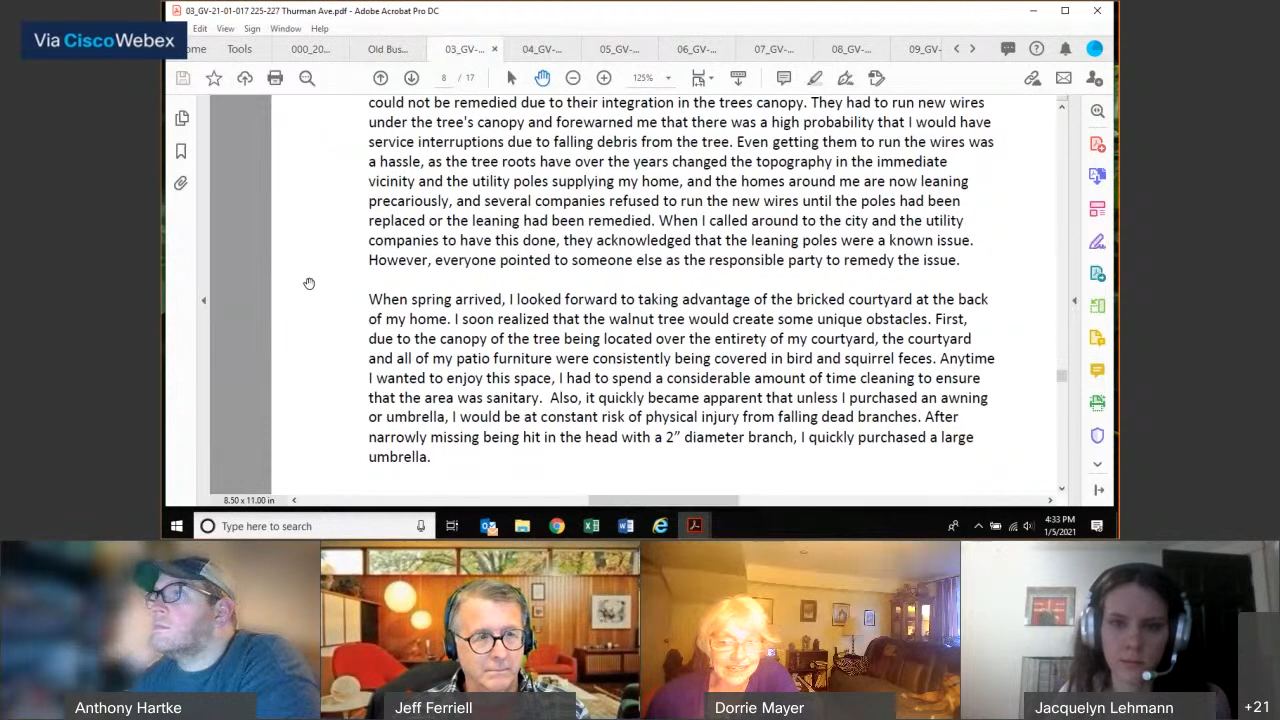 03_GV-21-01-017 225-227 Thurman Ave.pdf - Adobe Acrobat Pro DC
Edit View Sign Window Help
Via CiscoWebex
ome Tools 000_20... Old Ba... 03_GV-... × 04_GV-... 05_GV-... 06_GV-... 07_GV-... 08_GV-... 09_GV-
8 / 17 125%
could not be remedied due to their integration in the trees canopy. They had to run new wires
under the tree's canopy and forewarned me that there was a high probability that I would have
service interruptions due to falling debris from the tree. Even getting them to run the wires was
a hassle, as the tree roots have over the years changed the topography in the immediate
vicinity and the utility poles supplying my home, and the homes around me are now leaning
precariously, and several companies refused to run the new wires until the poles had been
replaced or the leaning had been remedied. When I called around to the city and the utility
companies to have this done, they acknowledged that the leaning poles were a known issue.
However, everyone pointed to someone else as the responsible party to remedy the issue.
When spring arrived, I looked forward to taking advantage of the bricked courtyard at the back
of my home. I soon realized that the walnut tree would create some unique obstacles. First,
due to the canopy of the tree being located over the entirety of my courtyard, the courtyard
and all of my patio furniture were consistently being covered in bird and squirrel feces. Anytime
I wanted to enjoy this space, I had to spend a considerable amount of time cleaning to ensure
that the area was sanitary. Also, it quickly became apparent that unless I purchased an awning
or umbrella, I would be at constant risk of physical injury from falling dead branches. After
narrowly missing being hit in the head with a 2” diameter branch, I quickly purchased a large
umbrella.
8.50 x 11.00 in
Type here to search
4:33 PM
1/5/2021
Anthony Hartke Jeff Ferriell Dorrie Mayer Jacquelyn Lehmann +21